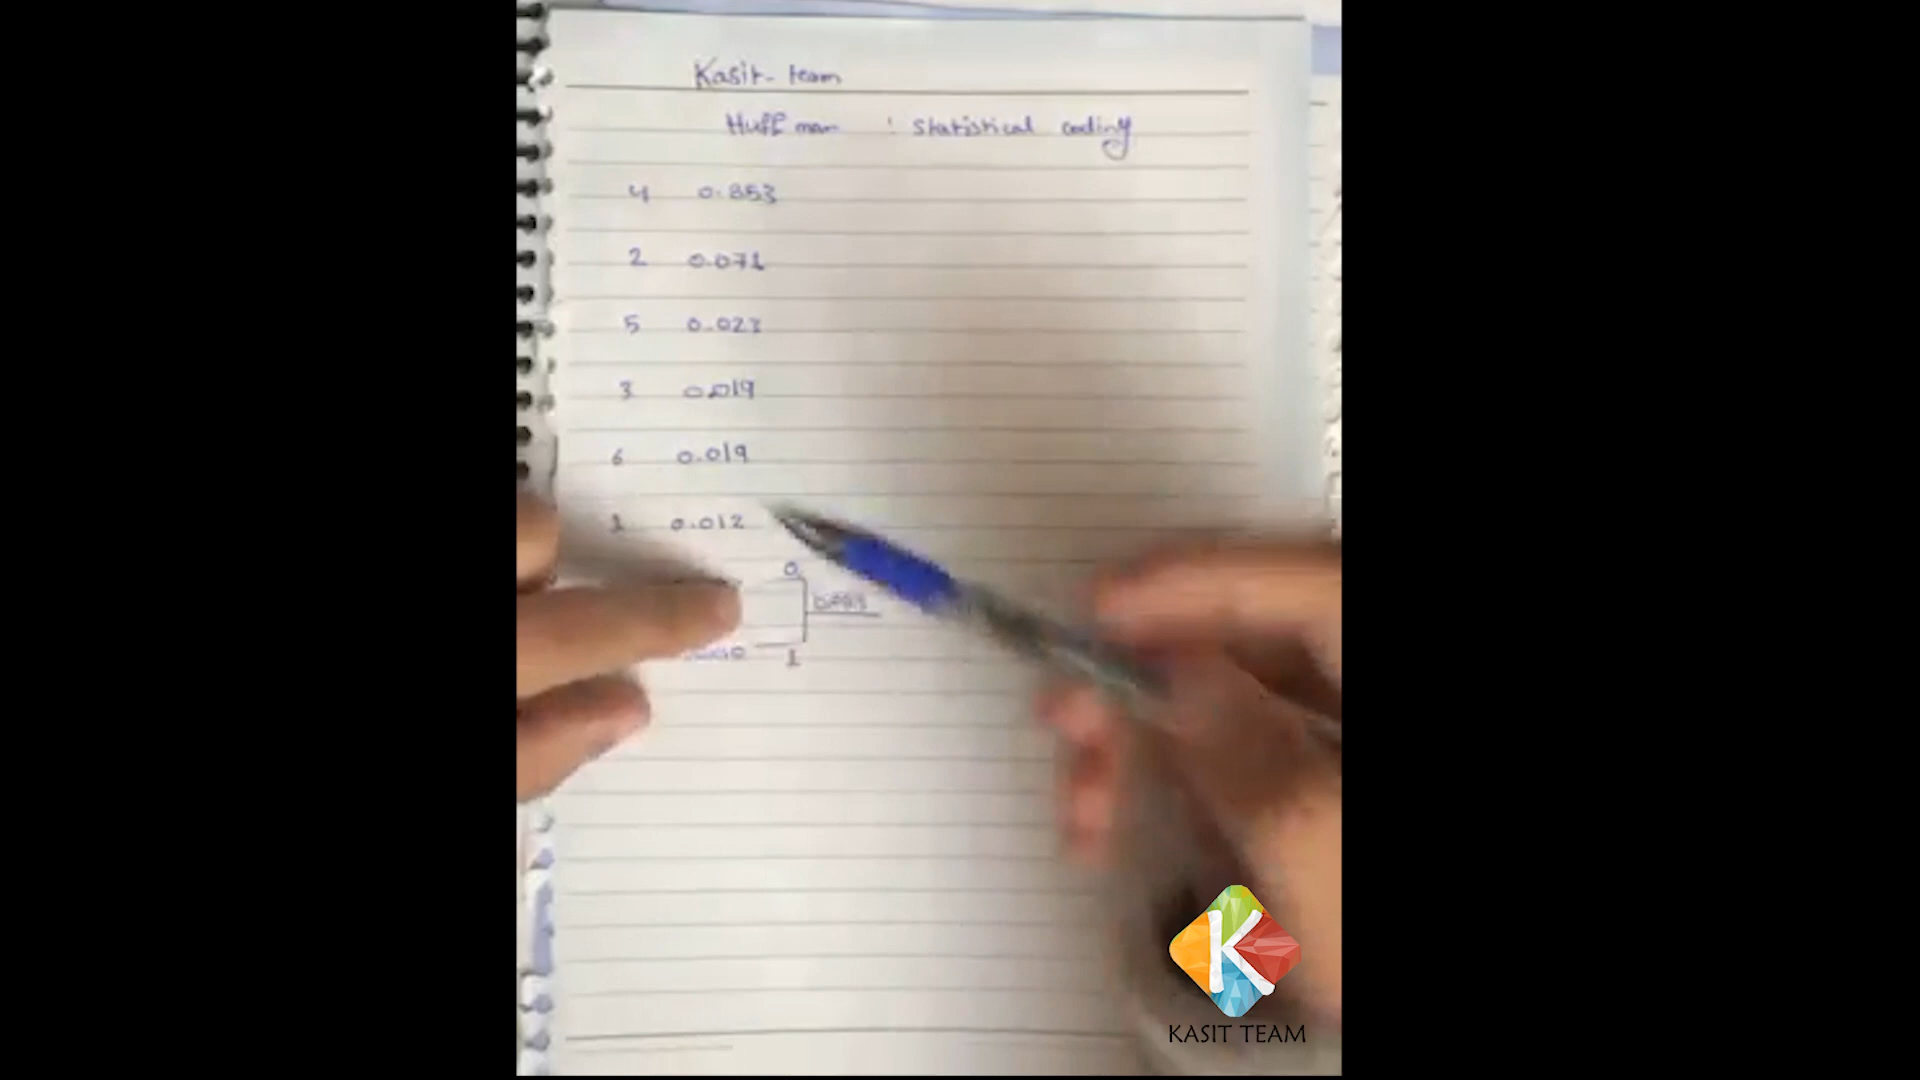 Kasit-team
Huffman : Statistical coding
4 0.853
2 0.071
5 0.023
3 0.019
6 0.019
1 0.012
0
1
K
KASIT TEAM